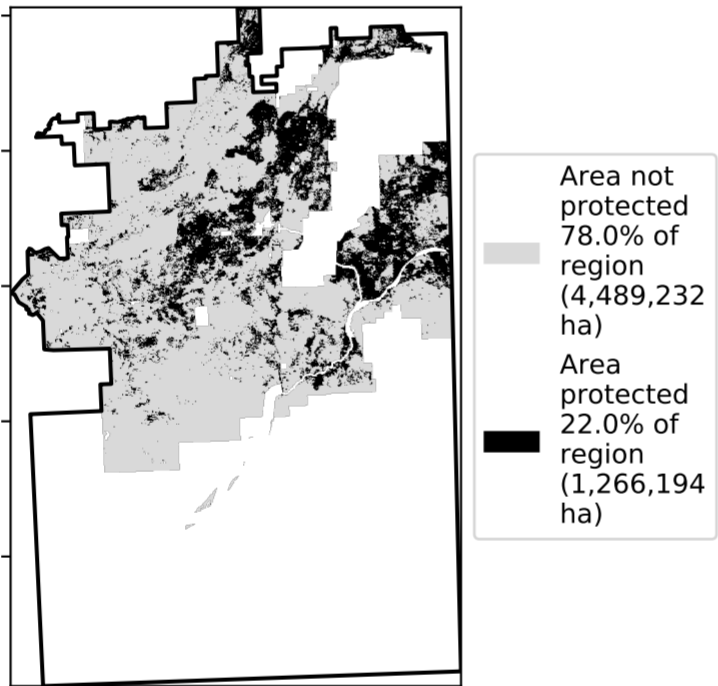 Area not
protected
78.0% of
region
(4,489,232
ha)
Area
protected
22.0% of
region
(1,266,194
ha)